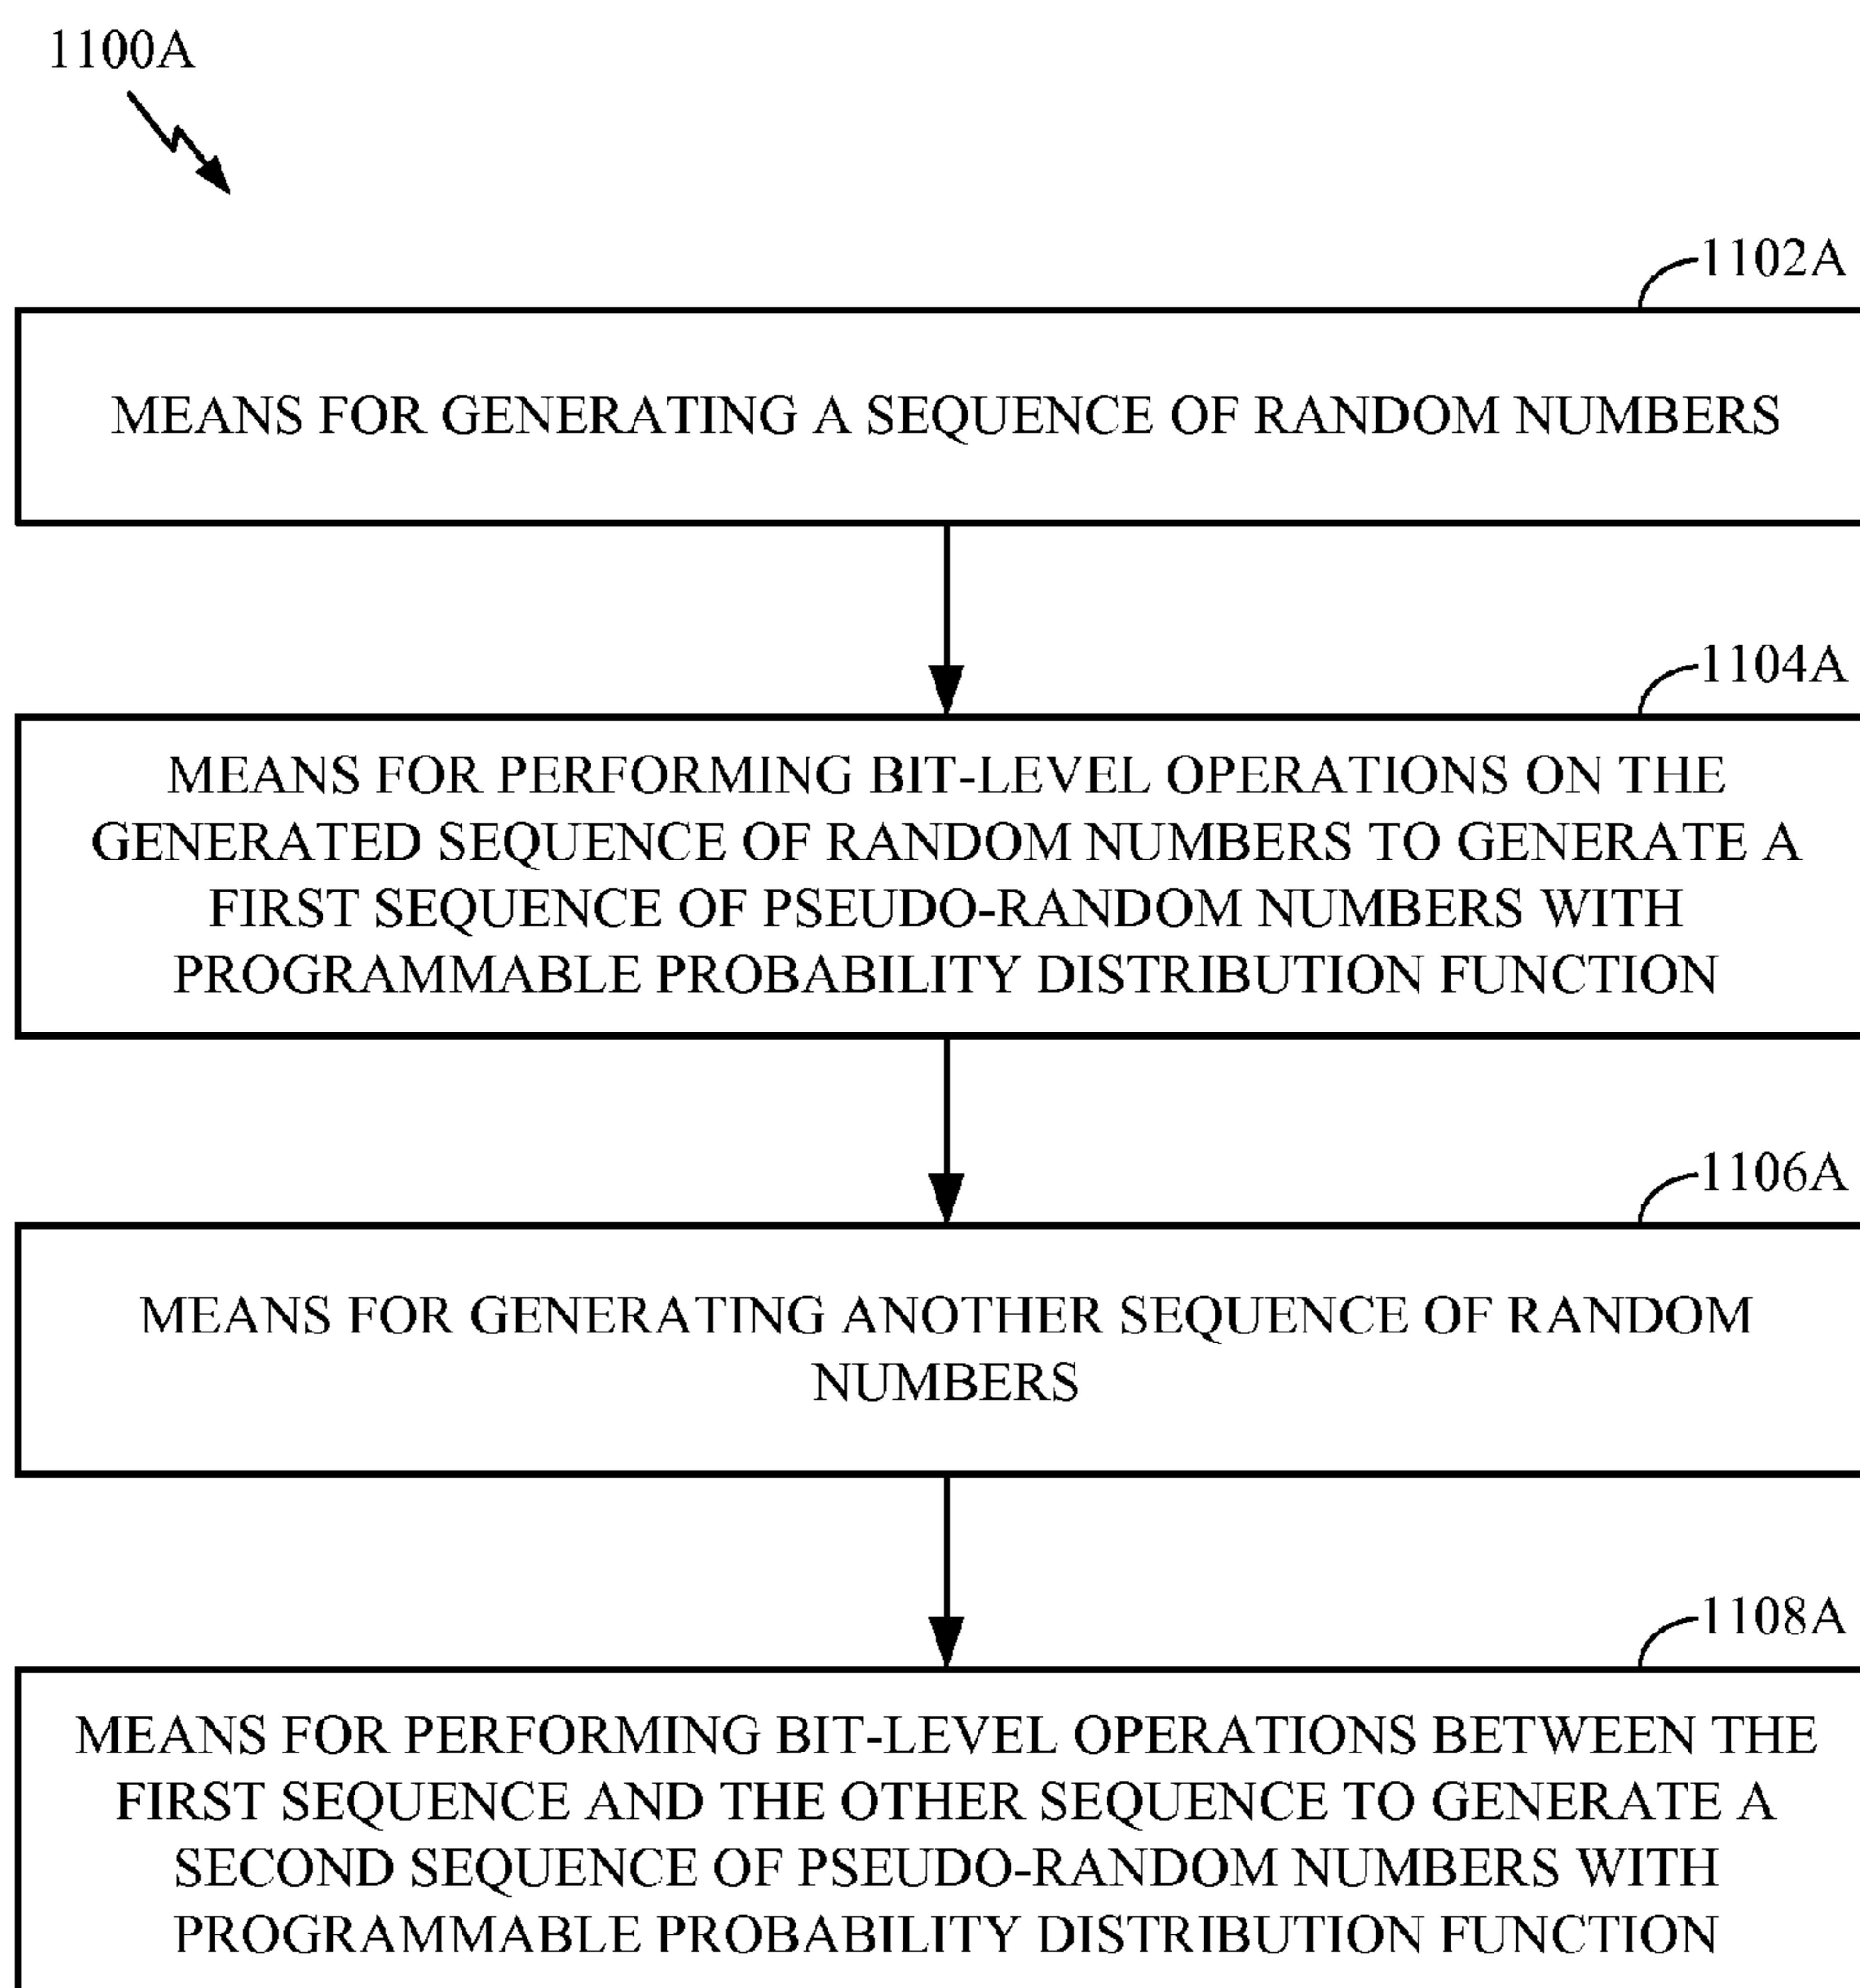 1100A
1102A
MEANS FOR GENERATING A SEQUENCE OF RANDOM NUMBERS
1104A
MEANS FOR PERFORMING BIT-LEVEL OPERATIONS ON THE
GENERATED SEQUENCE OF RANDOM NUMBERS TO GENERATE A
FIRST SEQUENCE OF PSEUDO-RANDOM NUMBERS WITH
PROGRAMMABLE PROBABILITY DISTRIBUTION FUNCTION
1106A
MEANS FOR GENERATING ANOTHER SEQUENCE OF RANDOM
NUMBERS
1108A
MEANS FOR PERFORMING BIT-LEVEL OPERATIONS BETWEEN THE
FIRST SEQUENCE AND THE OTHER SEQUENCE TO GENERATE A
SECOND SEQUENCE OF PSEUDO-RANDOM NUMBERS WITH
PROGRAMMABLE PROBABILITY DISTRIBUTION FUNCTION